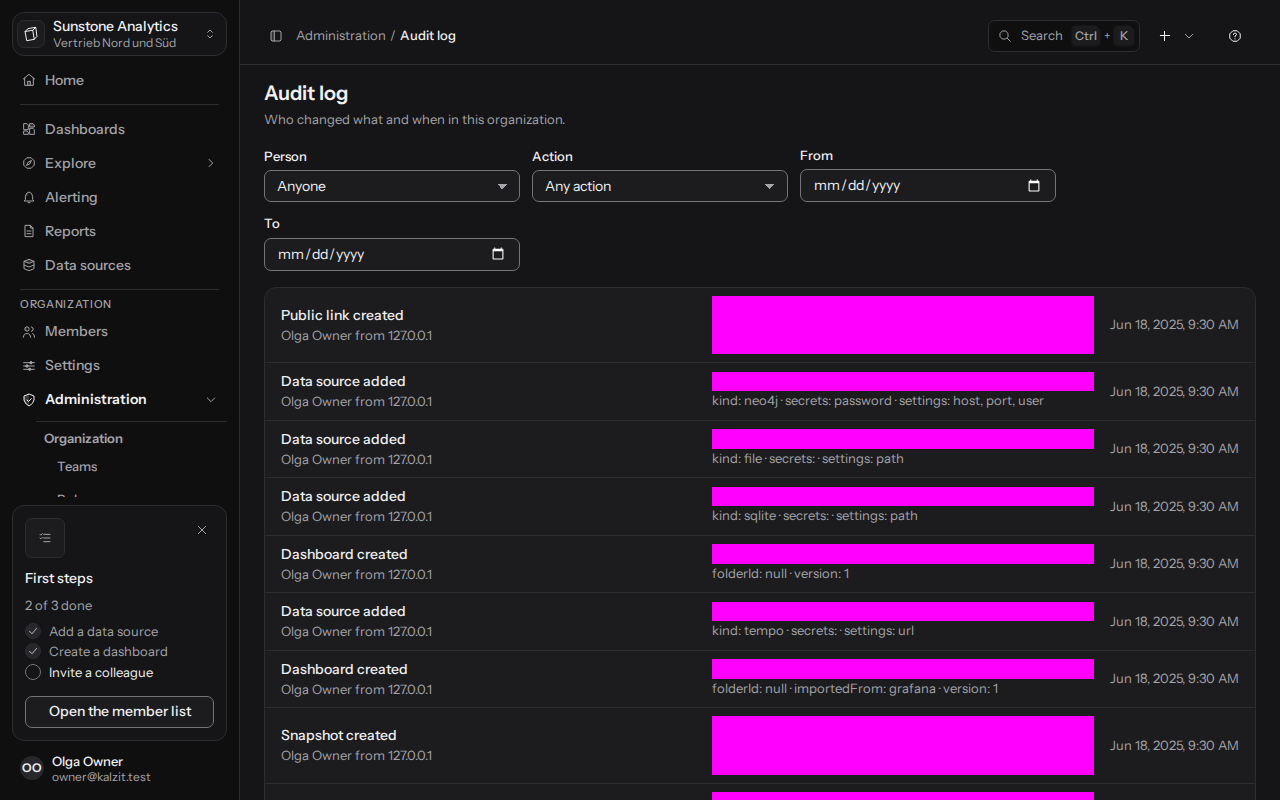 Sunstone Analytics
Vertrieb Nord und Süd
Home
Dashboards
Explore
Alerting
Reports
Data sources
ORGANIZATION
Members
Settings
Administration
Organization
Teams
First steps
2 of 3 done
Add a data source
Create a dashboard
Invite a colleague
Open the member list
OO
Olga Owner
owner@kalzit.test
Administration / Audit log
Search Ctrl + K
Audit log
Who changed what and when in this organization.
Person
Anyone
Action
Any action
From
mm/dd/yyyy
To
mm/dd/yyyy
Public link created
Olga Owner from 127.0.0.1
Jun 18, 2025, 9:30 AM
Data source added
Olga Owner from 127.0.0.1
kind: neo4j · secrets: password · settings: host, port, user
Jun 18, 2025, 9:30 AM
Data source added
Olga Owner from 127.0.0.1
kind: file · secrets: · settings: path
Jun 18, 2025, 9:30 AM
Data source added
Olga Owner from 127.0.0.1
kind: sqlite · secrets: · settings: path
Jun 18, 2025, 9:30 AM
Dashboard created
Olga Owner from 127.0.0.1
folderId: null · version: 1
Jun 18, 2025, 9:30 AM
Data source added
Olga Owner from 127.0.0.1
kind: tempo · secrets: · settings: url
Jun 18, 2025, 9:30 AM
Dashboard created
Olga Owner from 127.0.0.1
folderId: null · importedFrom: grafana · version: 1
Jun 18, 2025, 9:30 AM
Snapshot created
Olga Owner from 127.0.0.1
Jun 18, 2025, 9:30 AM